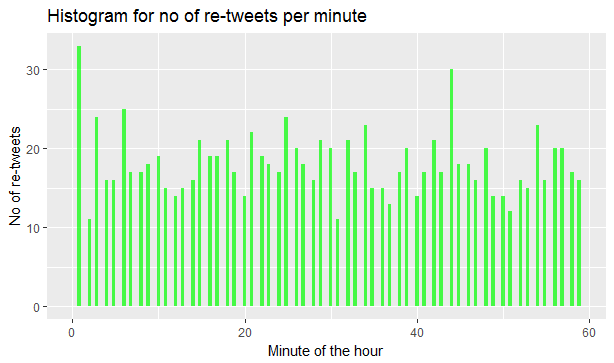 Histogram for no of re-tweets per minute
No of re-tweets
30
20
10
0
0 20 40 60
Minute of the hour